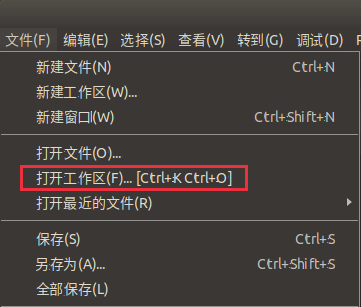 文件(F) 编辑(E) 选择(S) 查看(V) 转到(G) 调试(D)
新建文件(N) Ctrl+N
新建工作区(W)...
新建窗口(W) Ctrl+Shift+N
打开文件(O)...
打开工作区(F)... [Ctrl+K Ctrl+O]
打开最近的文件(R)
保存(S) Ctrl+S
另存为(A)... Ctrl+Shift+S
全部保存(L)